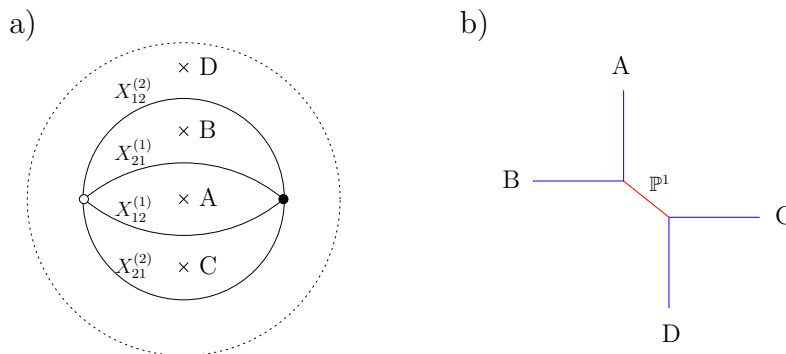 a)
D
X_{12}^{(2)}
B
X_{21}^{(1)}
X_{12}^{(1)}
A
X_{21}^{(2)}
C
b)
A
B
ℙ¹
C
D